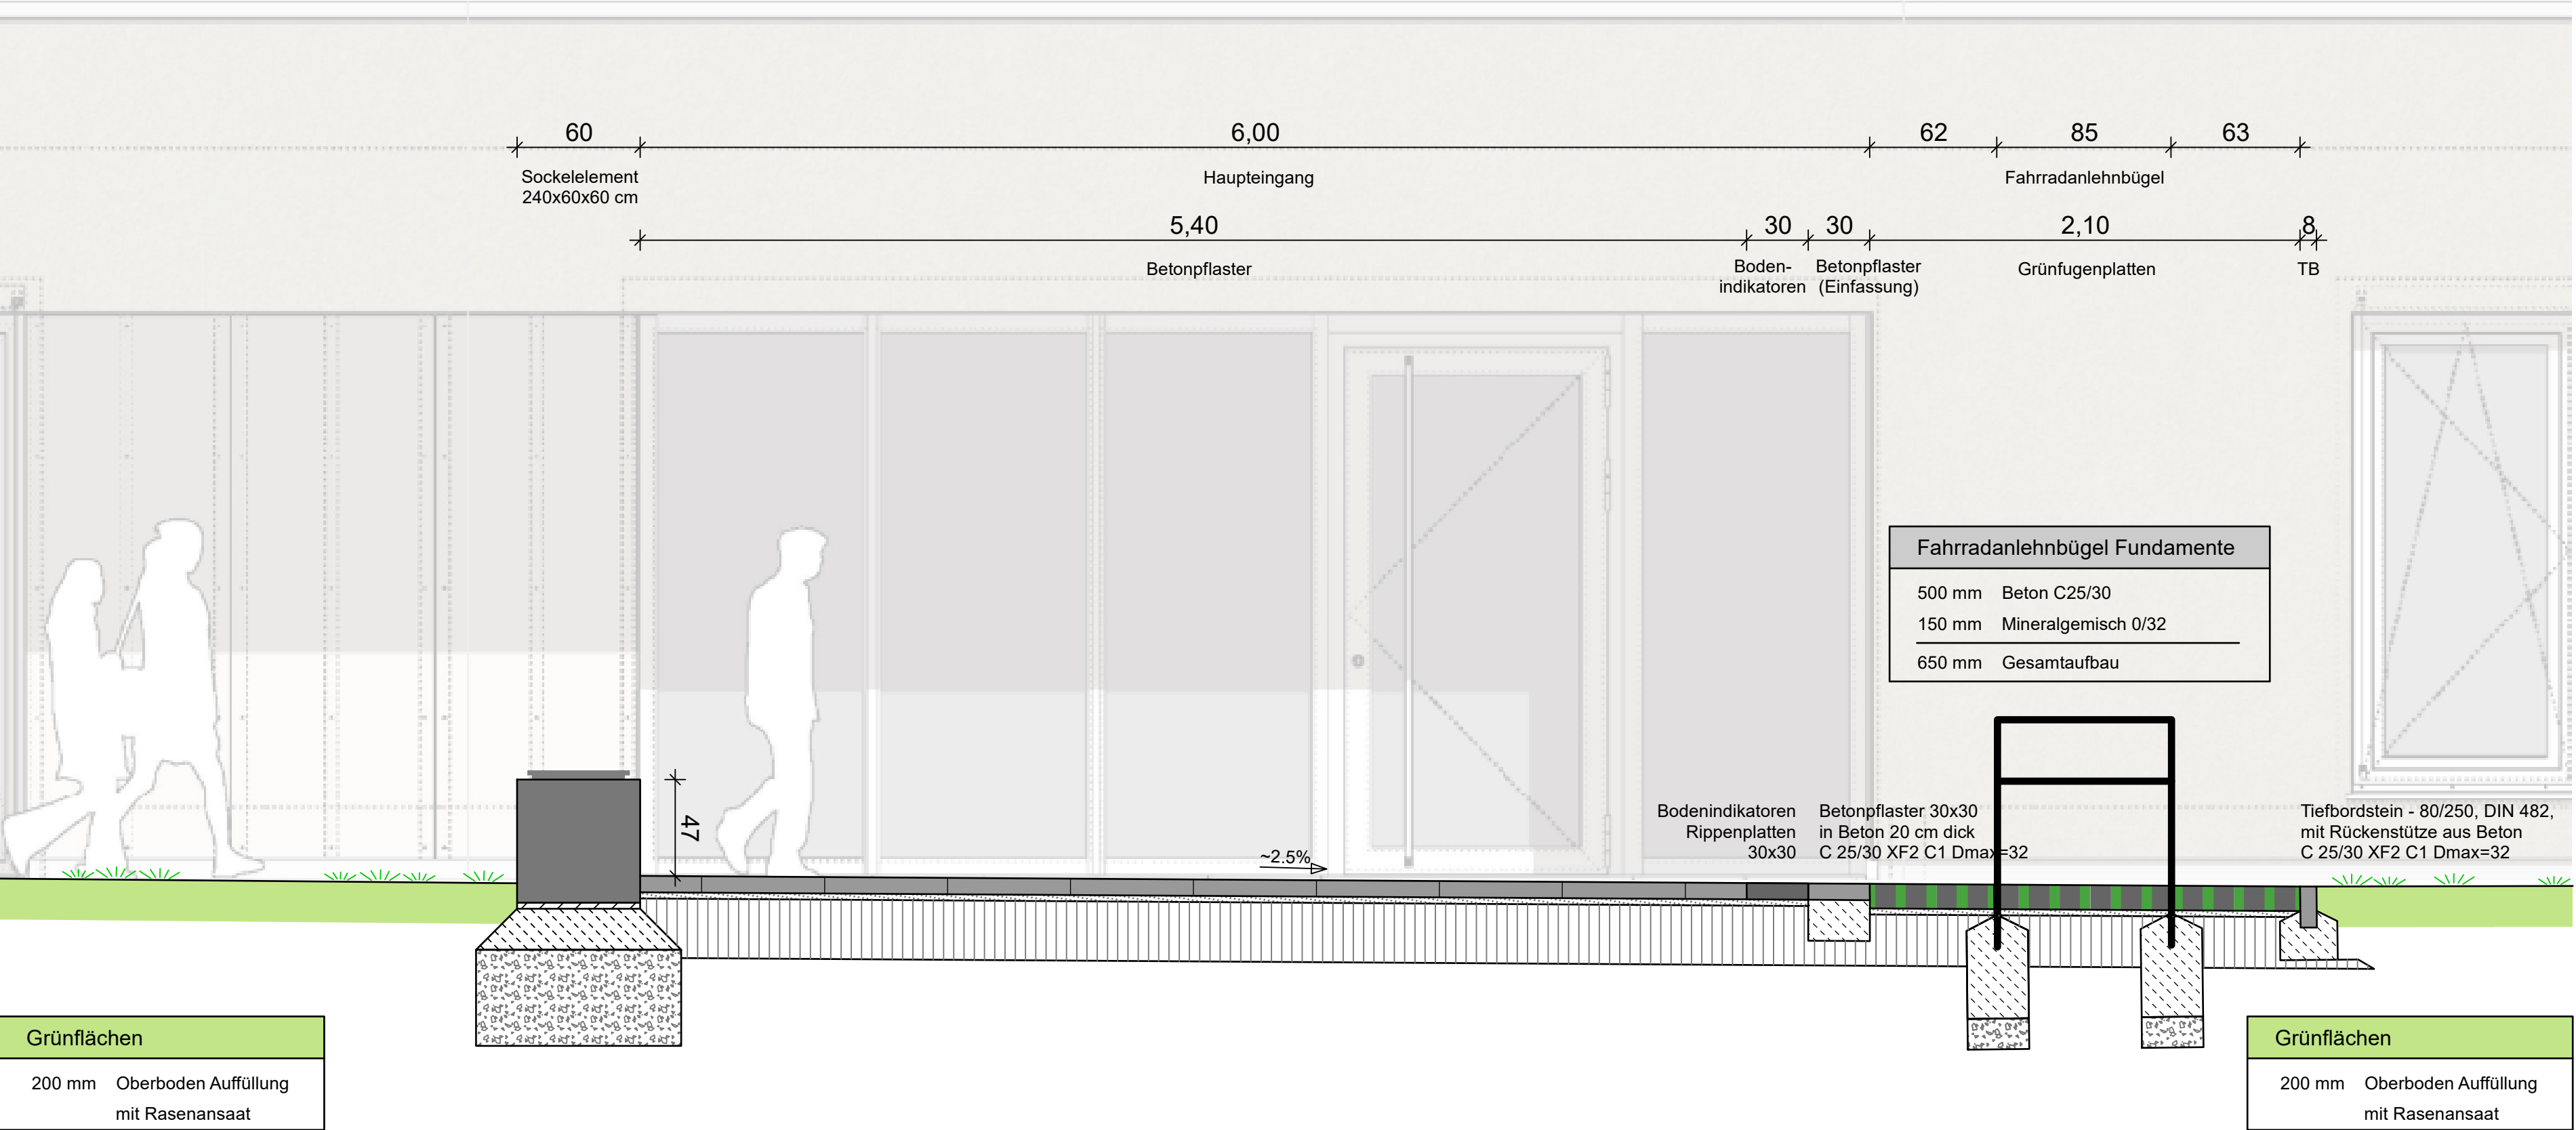 60
6,00
62
85
63
Sockelelement
240x60x60 cm
Haupteingang
Fahrradanlehnbügel
5,40
30
30
2,10
8
Betonpflaster
Boden-
indikatoren
Betonpflaster
(Einfassung)
Grünfugenplatten
TB
Fahrradanlehnbügel Fundamente
500 mm Beton C25/30
150 mm Mineralgemisch 0/32
650 mm Gesamtaufbau
47
~2.5%
Bodenindikatoren
Rippenplatten
30x30
Betonpflaster 30x30
in Beton 20 cm dick
C 25/30 XF2 C1 Dmax=32
Tiefbordstein - 80/250, DIN 482,
mit Rückenstütze aus Beton
C 25/30 XF2 C1 Dmax=32
Grünflächen
200 mm Oberboden Auffüllung
mit Rasenansaat
Grünflächen
200 mm Oberboden Auffüllung
mit Rasenansaat